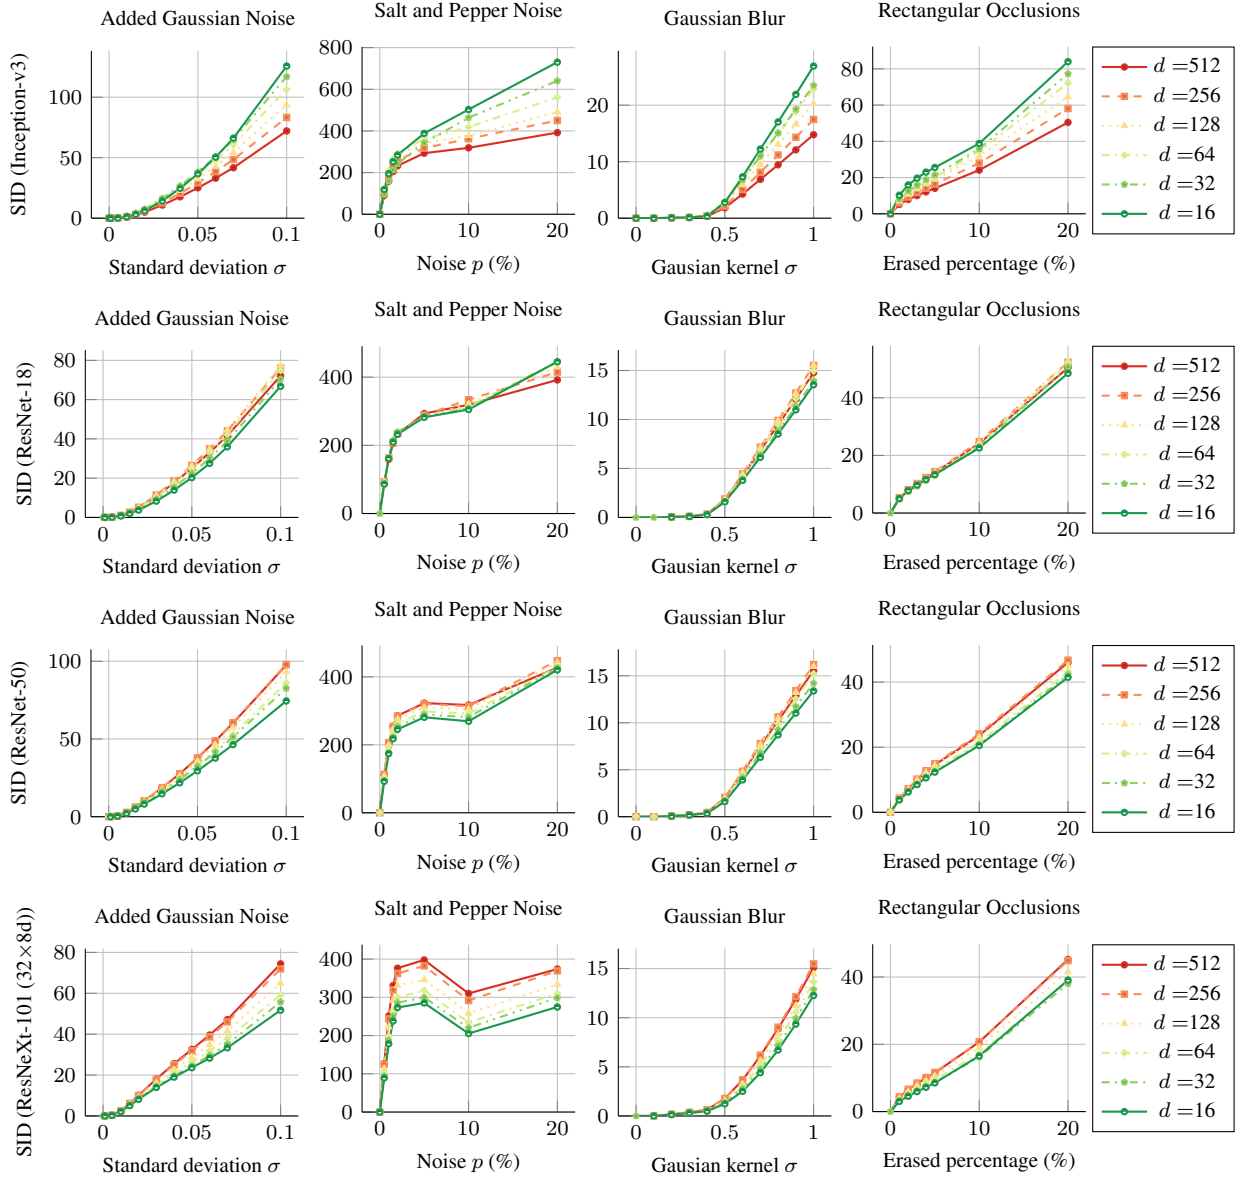 Added Gaussian Noise
Salt and Pepper Noise
Gaussian Blur
Rectangular Occlusions
SID (Inception-v3)
0
50
100
0
0.05
0.1
Standard deviation σ
0
200
400
600
800
0
10
20
Noise p (%)
0
10
20
0
0.5
1
Gausian kernel σ
0
20
40
60
80
0
10
20
Erased percentage (%)
d =512
d =256
d =128
d =64
d =32
d =16
Added Gaussian Noise
Salt and Pepper Noise
Gaussian Blur
Rectangular Occlusions
SID (ResNet-18)
0
20
40
60
80
0
0.05
0.1
Standard deviation σ
0
200
400
0
10
20
Noise p (%)
0
5
10
15
0
0.5
1
Gausian kernel σ
0
20
40
0
10
20
Erased percentage (%)
d =512
d =256
d =128
d =64
d =32
d =16
Added Gaussian Noise
Salt and Pepper Noise
Gaussian Blur
Rectangular Occlusions
SID (ResNet-50)
0
50
100
0
0.05
0.1
Standard deviation σ
0
200
400
0
10
20
Noise p (%)
0
5
10
15
0
0.5
1
Gausian kernel σ
0
20
40
0
10
20
Erased percentage (%)
d =512
d =256
d =128
d =64
d =32
d =16
Added Gaussian Noise
Salt and Pepper Noise
Gaussian Blur
Rectangular Occlusions
SID (ResNeXt-101 (32×8d))
0
20
40
60
80
0
0.05
0.1
Standard deviation σ
0
100
200
300
400
0
10
20
Noise p (%)
0
5
10
15
0
0.5
1
Gausian kernel σ
0
20
40
0
10
20
Erased percentage (%)
d =512
d =256
d =128
d =64
d =32
d =16